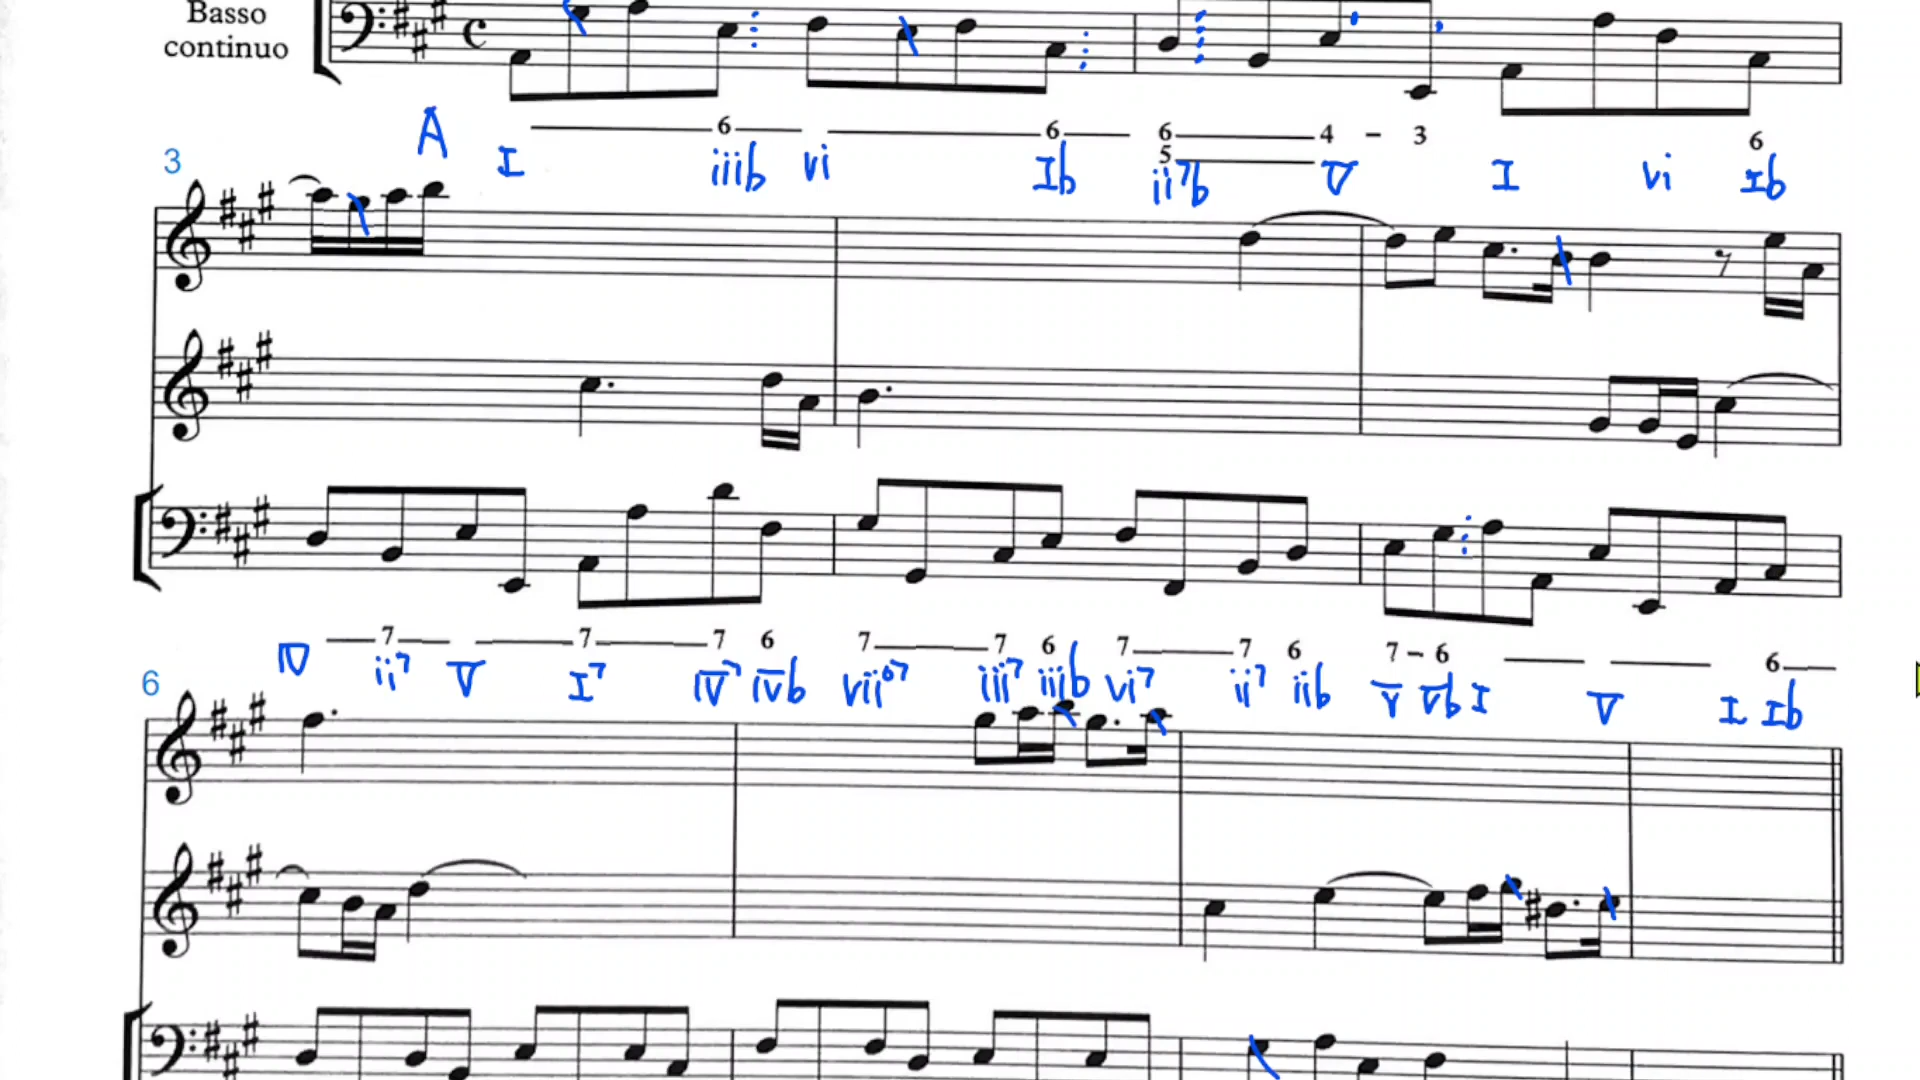 Basso
continuo
6 6 6 4 – 3 6
5
A
I iiib vi Ib ii⁷b V I vi Ib
3
7 7 7 6 7 7 6 7 7 6 7 – 6 6
IV ii⁷ V I⁷ IV⁷ IVb vii°⁷ iii⁷ iiib vi⁷ ii⁷ iib V Vb I V I Ib
6